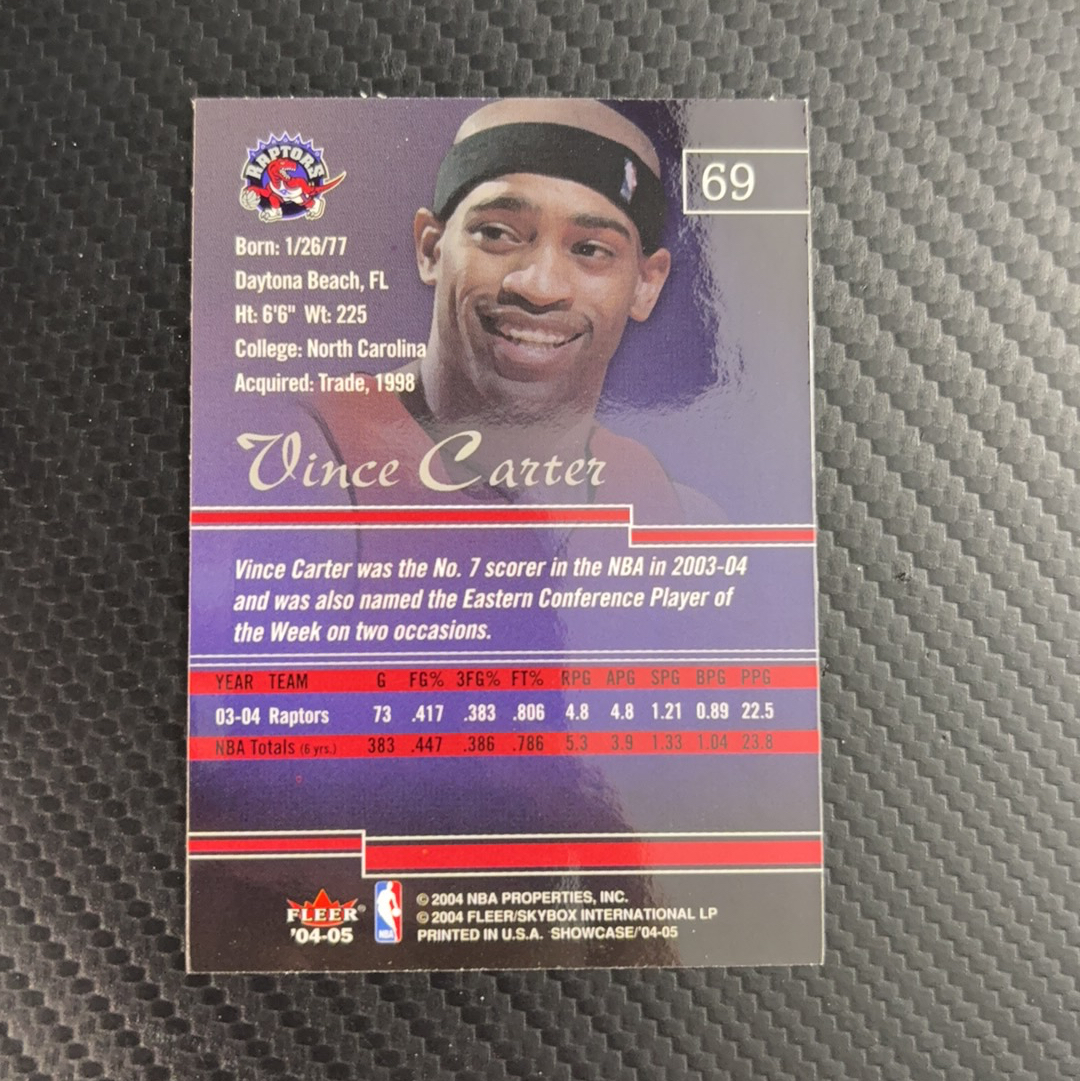 RAPTORS
69
Born: 1/26/77
Daytona Beach, FL
Ht: 6'6" Wt: 225
College: North Carolina
Acquired: Trade, 1998
Vince Carter
Vince Carter was the No. 7 scorer in the NBA in 2003-04
and was also named the Eastern Conference Player of
the Week on two occasions.
YEAR TEAM G FG% 3FG% FT% RPG APG SPG BPG PPG
03-04 Raptors 73 .417 .383 .806 4.8 4.8 1.21 0.89 22.5
NBA Totals (6 yrs.) 383 .447 .386 .786 5.3 3.9 1.33 1.04 23.8
FLEER®
'04-05
NBA
© 2004 NBA PROPERTIES, INC.
© 2004 FLEER/SKYBOX INTERNATIONAL LP
PRINTED IN U.S.A. SHOWCASE/'04-05